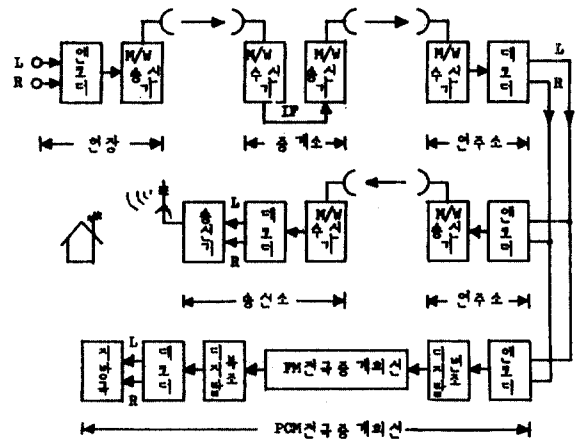 L
R
엔코더
M/W 송신기
M/W 수신기
IF
M/W 송신기
M/W 수신기
데코더
L
R
현장
중계소
연주소
송신기
L
R
데코더
M/W 수신기
M/W 송신기
엔코더
송신소
연주소
L
R
데코더
디지털 복조
FM전국중계회선
디지털 변조
엔코더
PCM전국중계회선